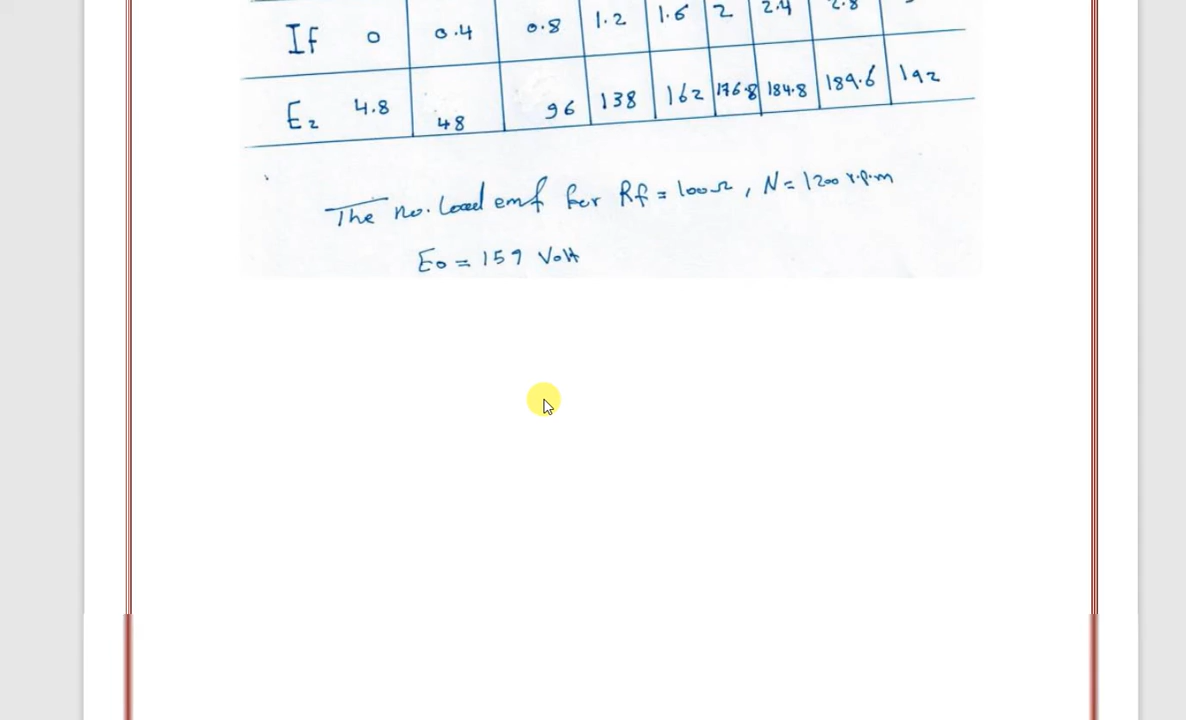 If 0 0.4 0.8 1.2 1.6 2 2.4 2.8
E2 4.8 48 96 138 162 176.8 184.8 189.6 192
The no. load emf for Rf = 100Ω, N = 1200 r.p.m
Eo = 159 Volt